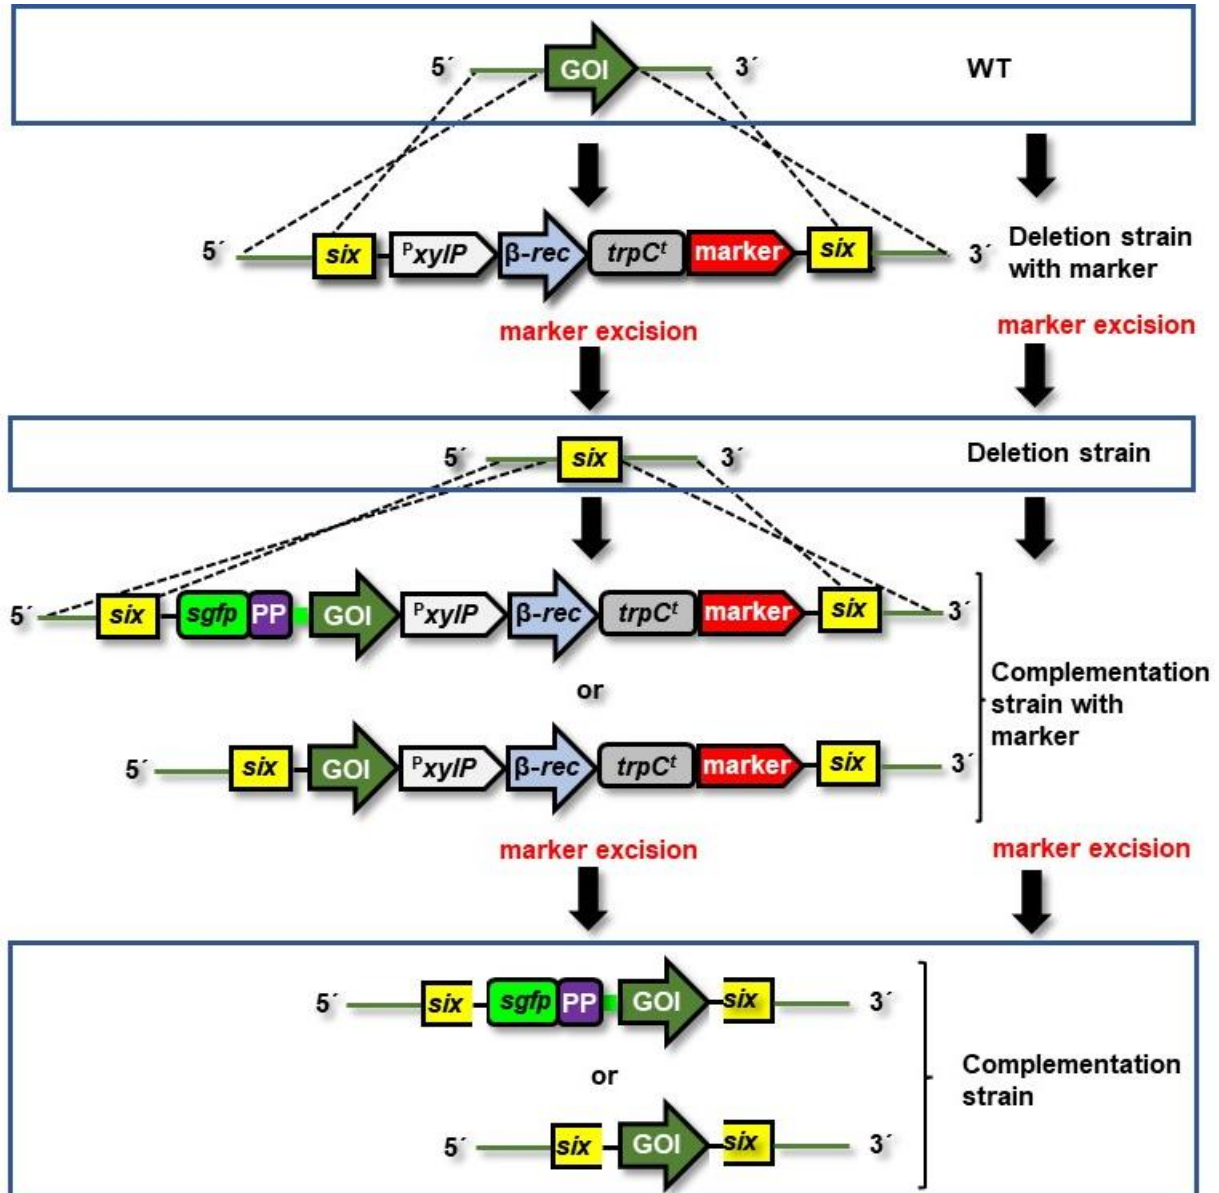 5´ GOI 3´ WT
5´ six PxylP β-rec trpCt marker six 3´ Deletion strain
with marker
marker excision marker excision
5´ six 3´ Deletion strain
5´ six sgfp PP GOI PxylP β-rec trpCt marker six 3´
or
Complementation
strain with
marker
5´ six GOI PxylP β-rec trpCt marker six 3´
marker excision marker excision
5´ six sgfp PP GOI six 3´
or
Complementation
strain
5´ six GOI six 3´